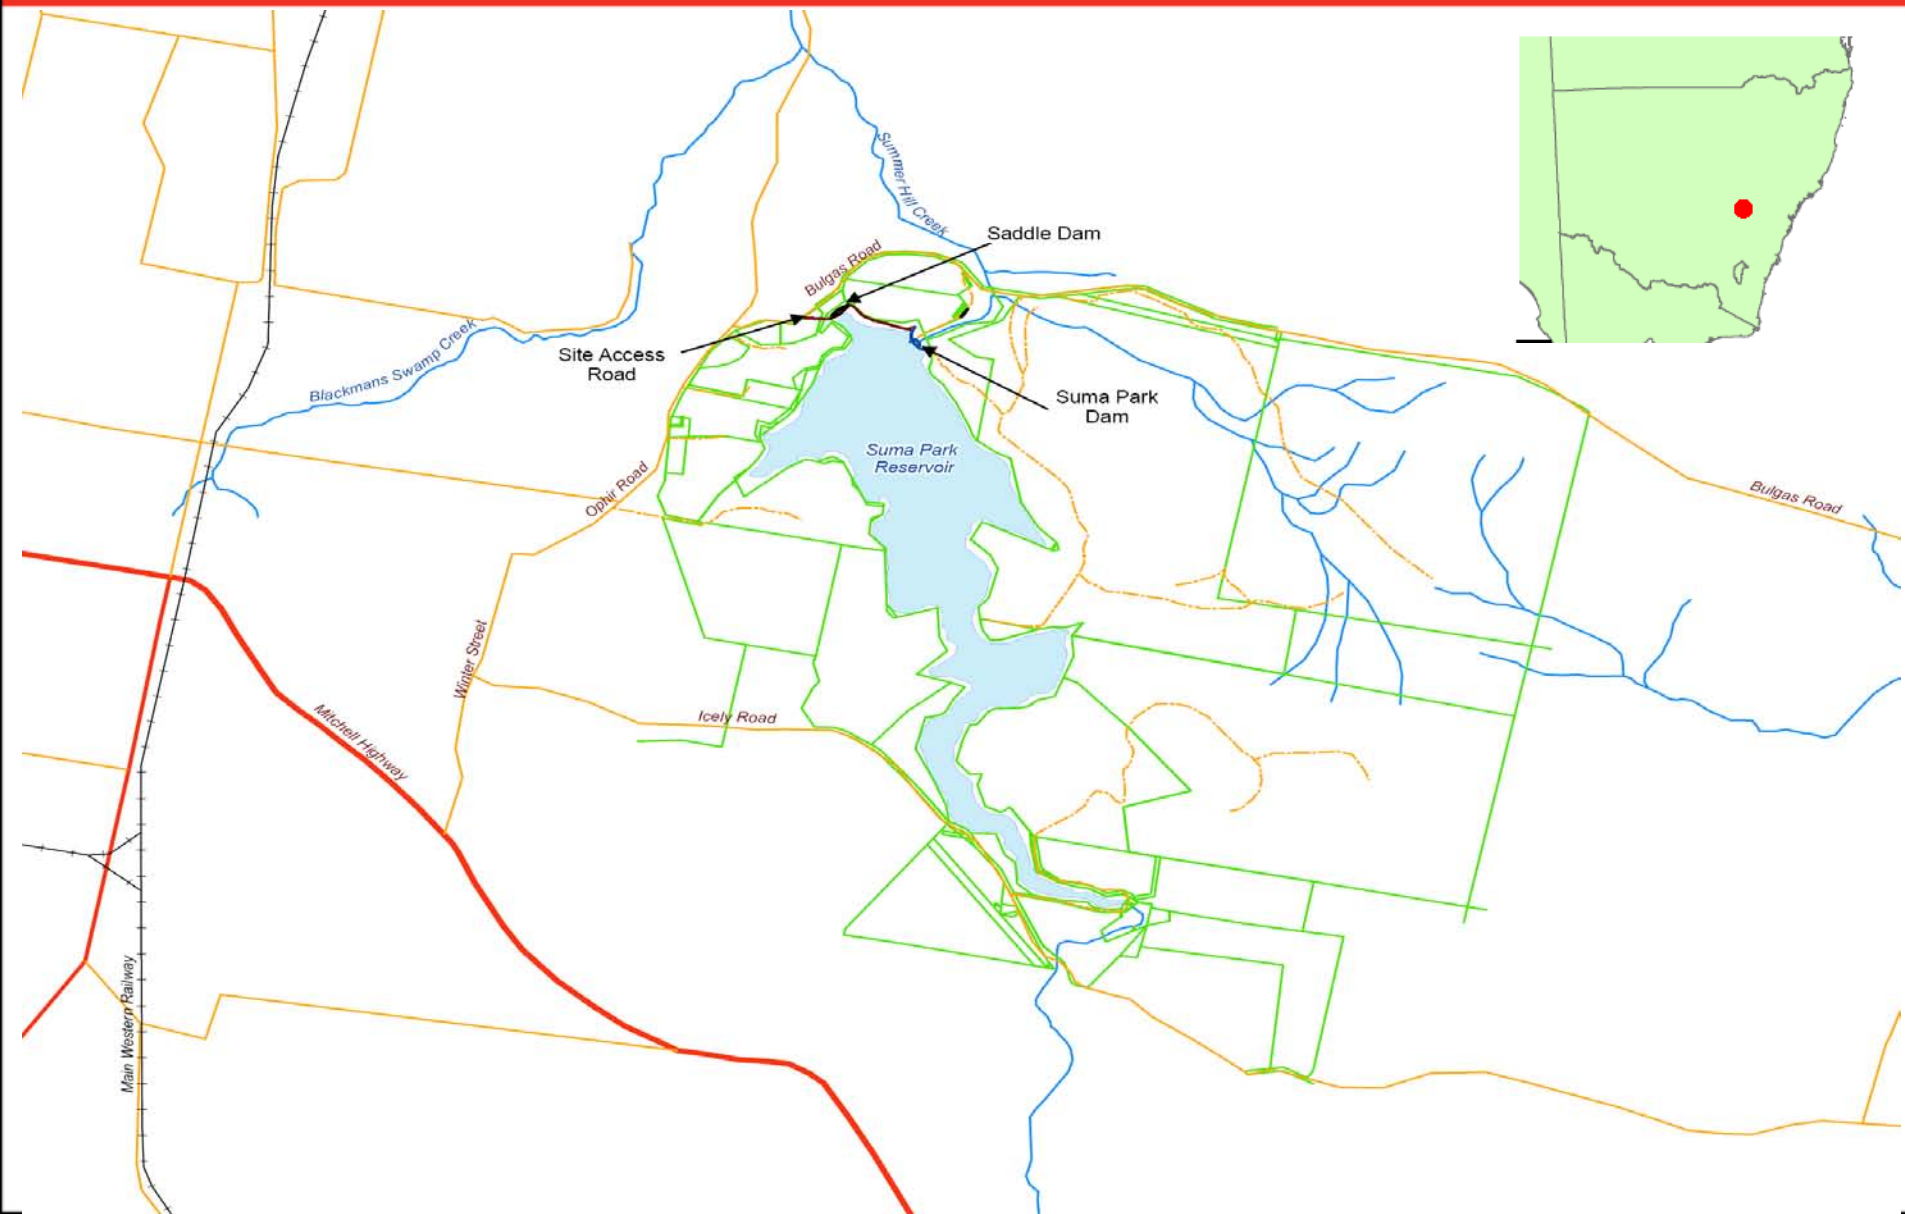 Summer Hill Creek
Saddle Dam
Bulgas Road
Site Access
Road
Blackmans Swamp Creek
Suma Park
Dam
Suma Park
Reservoir
Ophir Road
Bulgas Road
Winter Street
Icely Road
Mitchell Highway
Main Western Railway